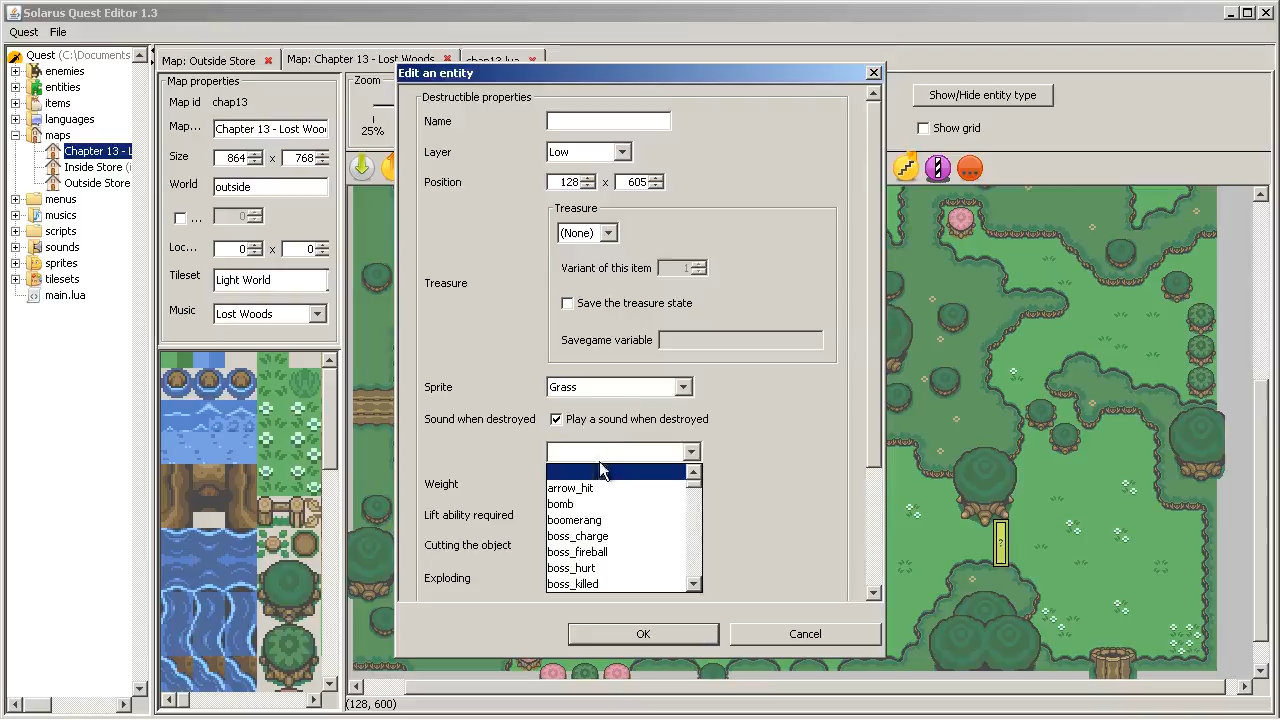 Solarus Quest Editor 1.3
Quest File
Quest (C:\Documents
enemies
entities
items
languages
maps
Chapter 13 - L
Inside Store (
Outside Store
menus
musics
scripts
sounds
sprites
tilesets
main.lua
Map: Outside Store
Map: Chapter 13 - Lost Woods
chap13.lua
Map properties
Map id chap13
Map... Chapter 13 - Lost Woo
Size 864 x 768
World outside
... 0
Loc... 0 x 0
Tileset Light World
Music Lost Woods
Zoom
25%
Edit an entity
Destructible properties
Name
Layer Low
Position 128 x 605
Treasure
Treasure
(None)
Variant of this item 1
Save the treasure state
Savegame variable
Sprite Grass
Sound when destroyed Play a sound when destroyed
arrow_hit
bomb
boomerang
boss_charge
boss_fireball
boss_hurt
boss_killed
Weight
Lift ability required
Cutting the object
Exploding
OK Cancel
Show/Hide entity type
Show grid
?
(128, 600)